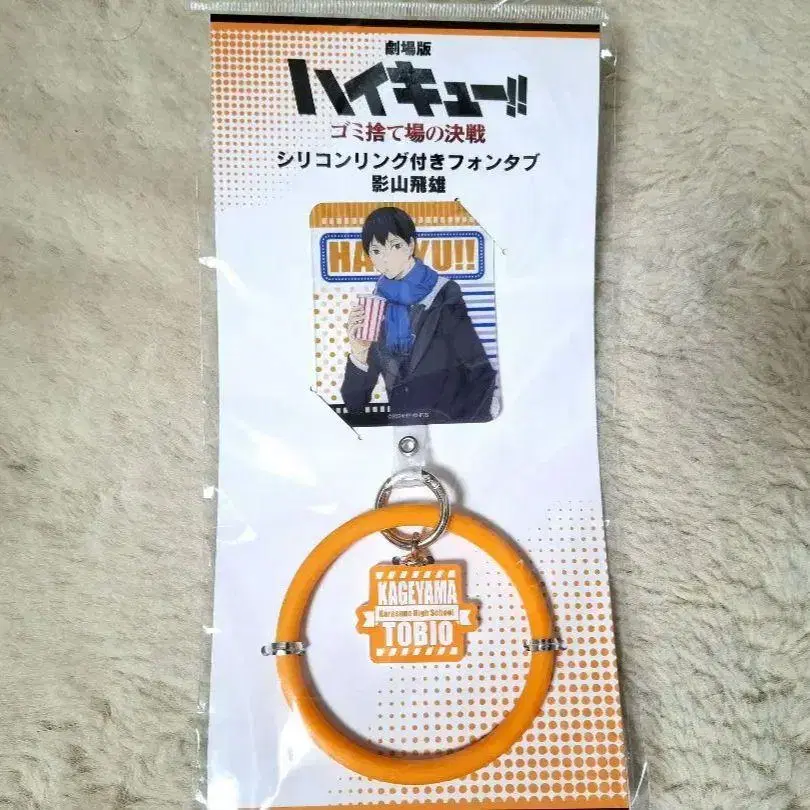 劇場版
ハイキュー!!
ゴミ捨て場の決戦
シリコンリング付きフォンタブ
影山飛雄
HA KYU!!
KAGEYAMA
Karasuno High School
TOBIO